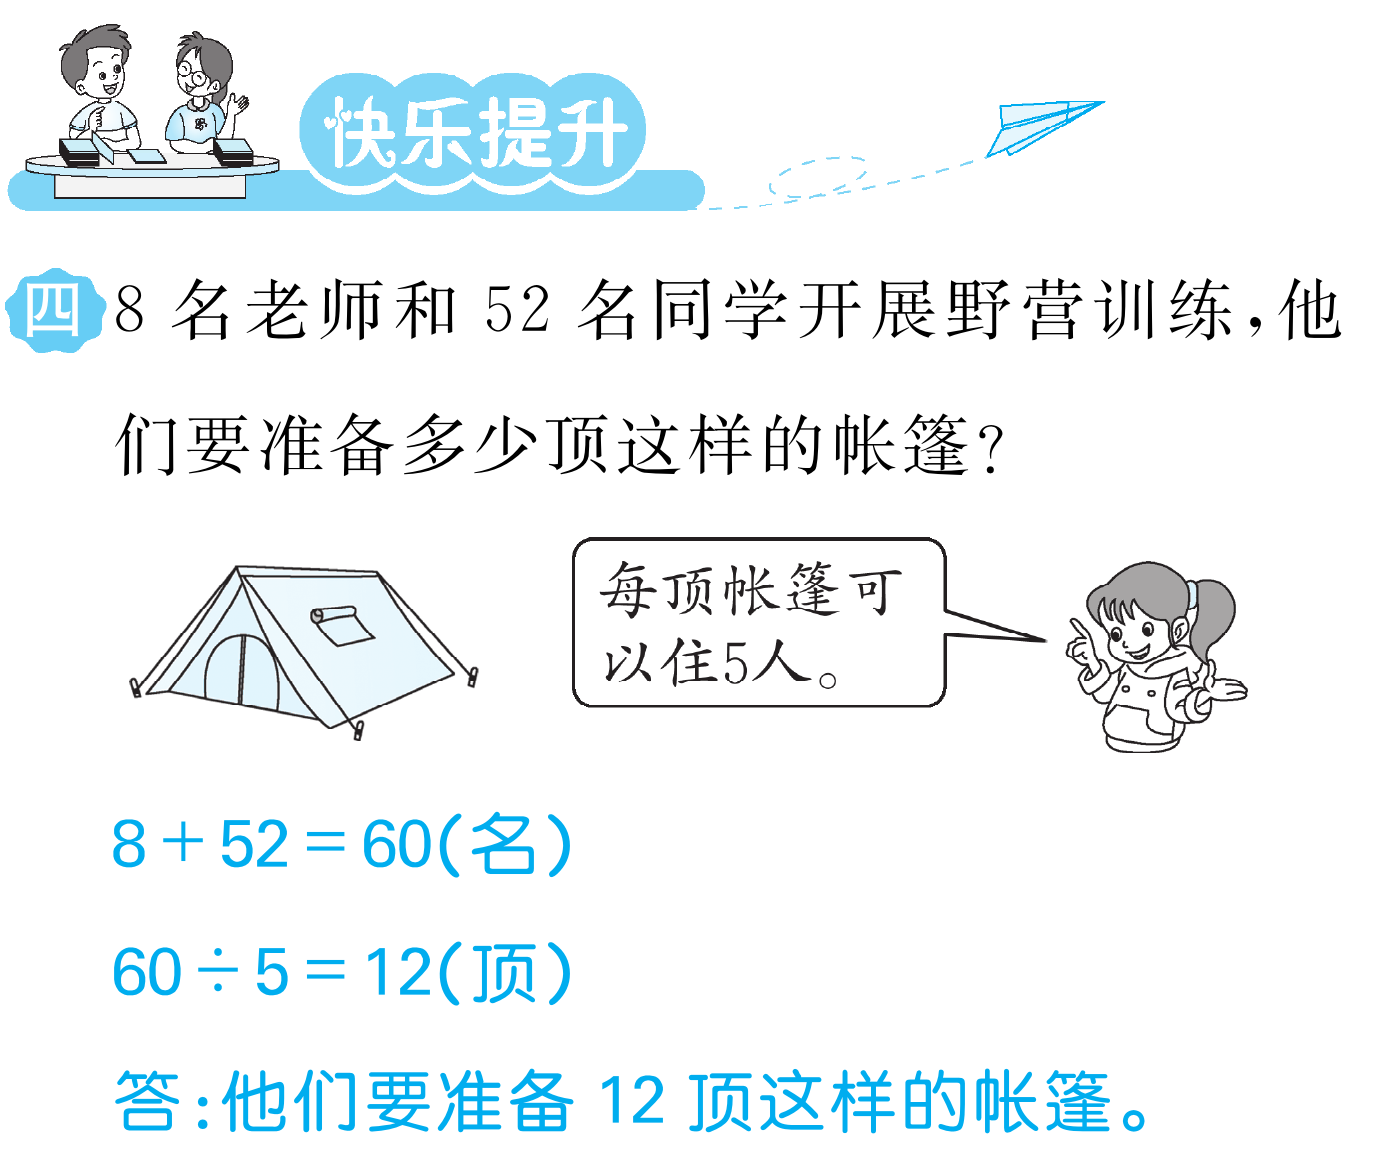 快乐提升
四 8 名老师和 52 名同学开展野营训练,他
们要准备多少顶这样的帐篷?
每顶帐篷可
以住5人。
8+52=60(名)
60÷5=12(顶)
答:他们要准备 12 顶这样的帐篷。